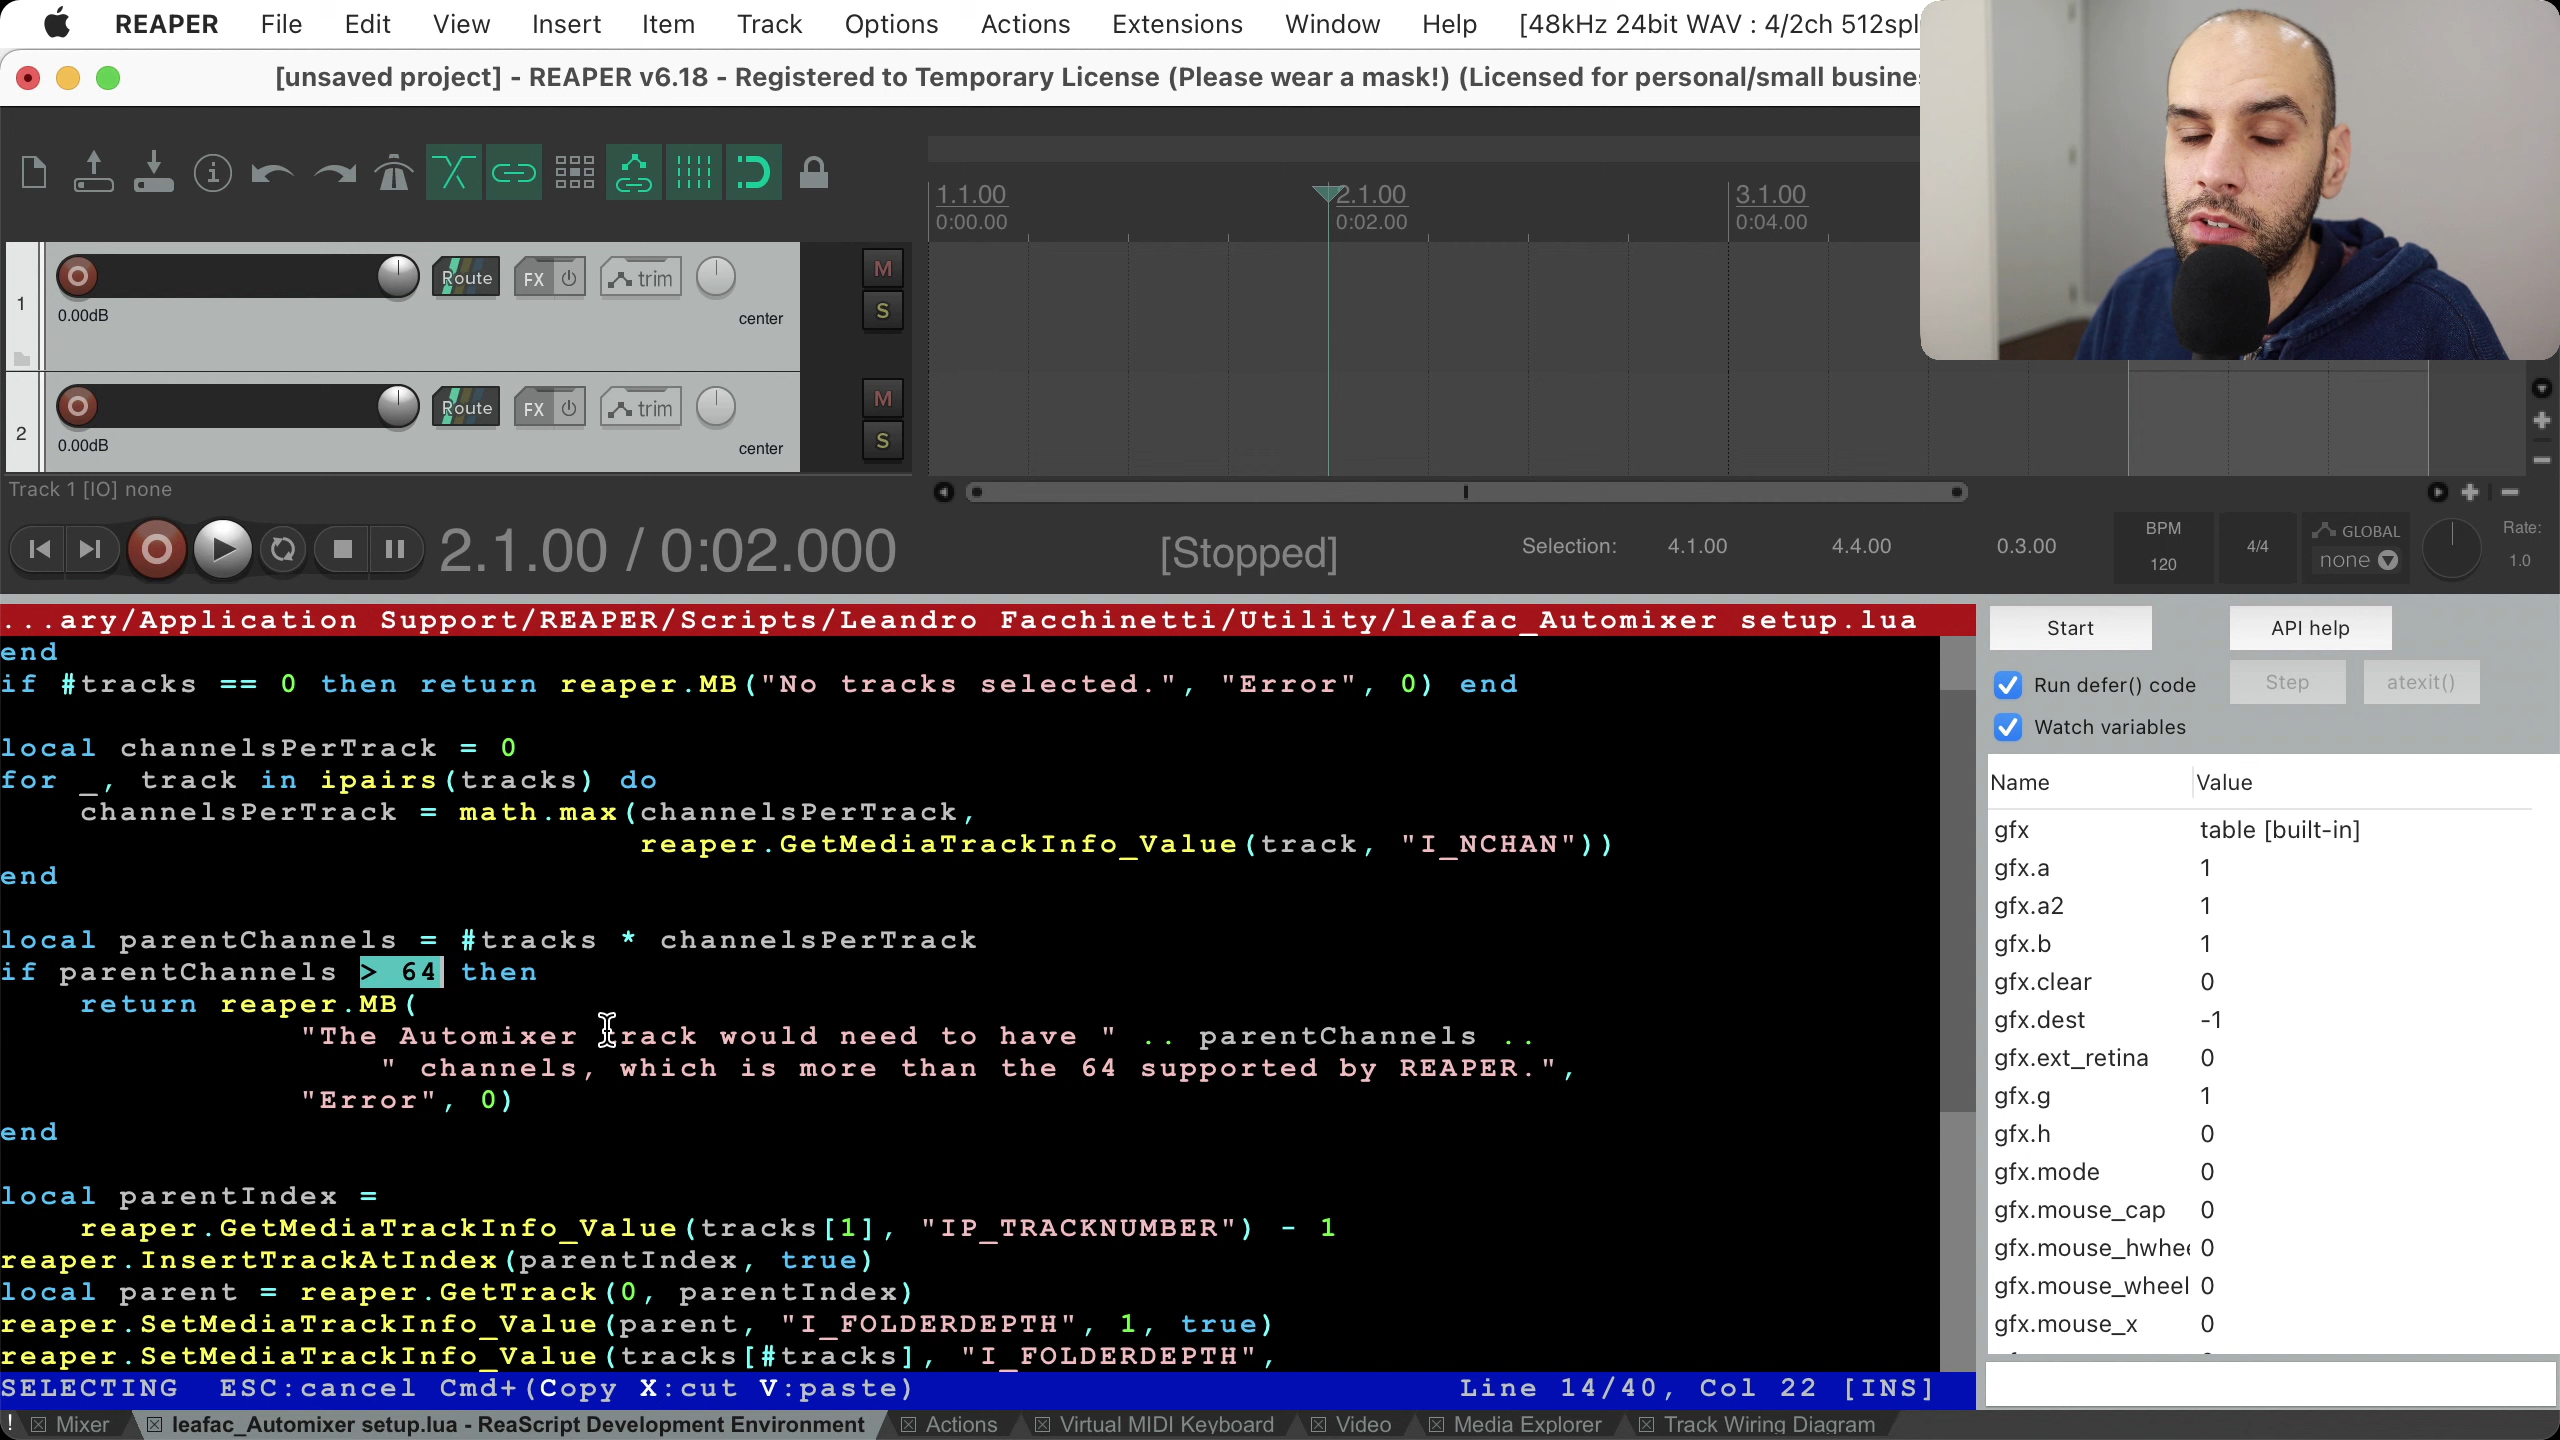 REAPER File Edit View Insert Item Track Options Actions Extensions Window Help [48kHz 24bit WAV : 4/2ch 512spl
[unsaved project] - REAPER v6.18 - Registered to Temporary License (Please wear a mask!) (Licensed for personal/small busine
1.1.00 2.1.00 3.1.00
0:00.00 0:02.00 0:04.00
1 Route FX trim M
0.00dB center S
2 Route FX trim M
0.00dB center S
Track 1 [IO] none
2.1.00 / 0:02.000 [Stopped] Selection: 4.1.00 4.4.00 0.3.00
BPM
120
4/4
GLOBAL
none
Rate:
1.0
...ary/Application Support/REAPER/Scripts/Leandro Facchinetti/Utility/leafac_Automixer setup.lua
end
if #tracks == 0 then return reaper.MB("No tracks selected.", "Error", 0) end
local channelsPerTrack = 0
for _, track in ipairs(tracks) do
    channelsPerTrack = math.max(channelsPerTrack,
                                reaper.GetMediaTrackInfo_Value(track, "I_NCHAN"))
end
local parentChannels = #tracks * channelsPerTrack
if parentChannels > 64 then
    return reaper.MB(
               "The Automixer track would need to have " .. parentChannels ..
                   " channels, which is more than the 64 supported by REAPER.",
               "Error", 0)
end
local parentIndex =
    reaper.GetMediaTrackInfo_Value(tracks[1], "IP_TRACKNUMBER") - 1
reaper.InsertTrackAtIndex(parentIndex, true)
local parent = reaper.GetTrack(0, parentIndex)
reaper.SetMediaTrackInfo_Value(parent, "I_FOLDERDEPTH", 1, true)
reaper.SetMediaTrackInfo_Value(tracks[#tracks], "I_FOLDERDEPTH",
SELECTING ESC:cancel Cmd+(Copy X:cut V:paste) Line 14/40, Col 22 [INS]
Start API help
Run defer() code Step atexit()
Watch variables
Name Value
gfx table [built-in]
gfx.a 1
gfx.a2 1
gfx.b 1
gfx.clear 0
gfx.dest -1
gfx.ext_retina 0
gfx.g 1
gfx.h 0
gfx.mode 0
gfx.mouse_cap 0
gfx.mouse_hwhee 0
gfx.mouse_wheel 0
gfx.mouse_x 0
! Mixer leafac_Automixer setup.lua - ReaScript Development Environment Actions Virtual MIDI Keyboard Video Media Explorer Track Wiring Diagram